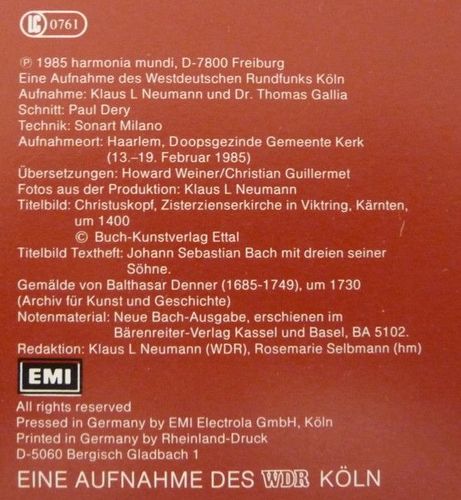 LC 0761
℗ 1985 harmonia mundi, D-7800 Freiburg
Eine Aufnahme des Westdeutschen Rundfunks Köln
Aufnahme: Klaus L Neumann und Dr. Thomas Gallia
Schnitt: Paul Dery
Technik: Sonart Milano
Aufnahmeort: Haarlem, Doopsgezinde Gemeente Kerk
(13.–19. Februar 1985)
Übersetzungen: Howard Weiner/Christian Guillermet
Fotos aus der Produktion: Klaus L Neumann
Titelbild: Christuskopf, Zisterzienserkirche in Viktring, Kärnten,
um 1400
© Buch-Kunstverlag Ettal
Titelbild Textheft: Johann Sebastian Bach mit dreien seiner
Söhne.
Gemälde von Balthasar Denner (1685-1749), um 1730
(Archiv für Kunst und Geschichte)
Notenmaterial: Neue Bach-Ausgabe, erschienen im
Bärenreiter-Verlag Kassel und Basel, BA 5102.
Redaktion: Klaus L Neumann (WDR), Rosemarie Selbmann (hm)
EMI
All rights reserved
Pressed in Germany by EMI Electrola GmbH, Köln
Printed in Germany by Rheinland-Druck
D-5060 Bergisch Gladbach 1
EINE AUFNAHME DES WDR KÖLN